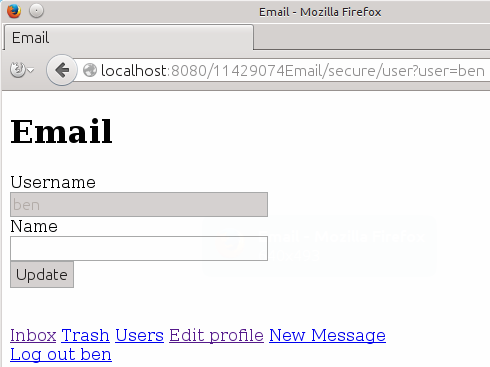 Email - Mozilla Firefox
Email
localhost:8080/11429074Email/secure/user?user=ben
Email
Username
ben
Name
Update
Inbox Trash Users Edit profile New Message
Log out ben